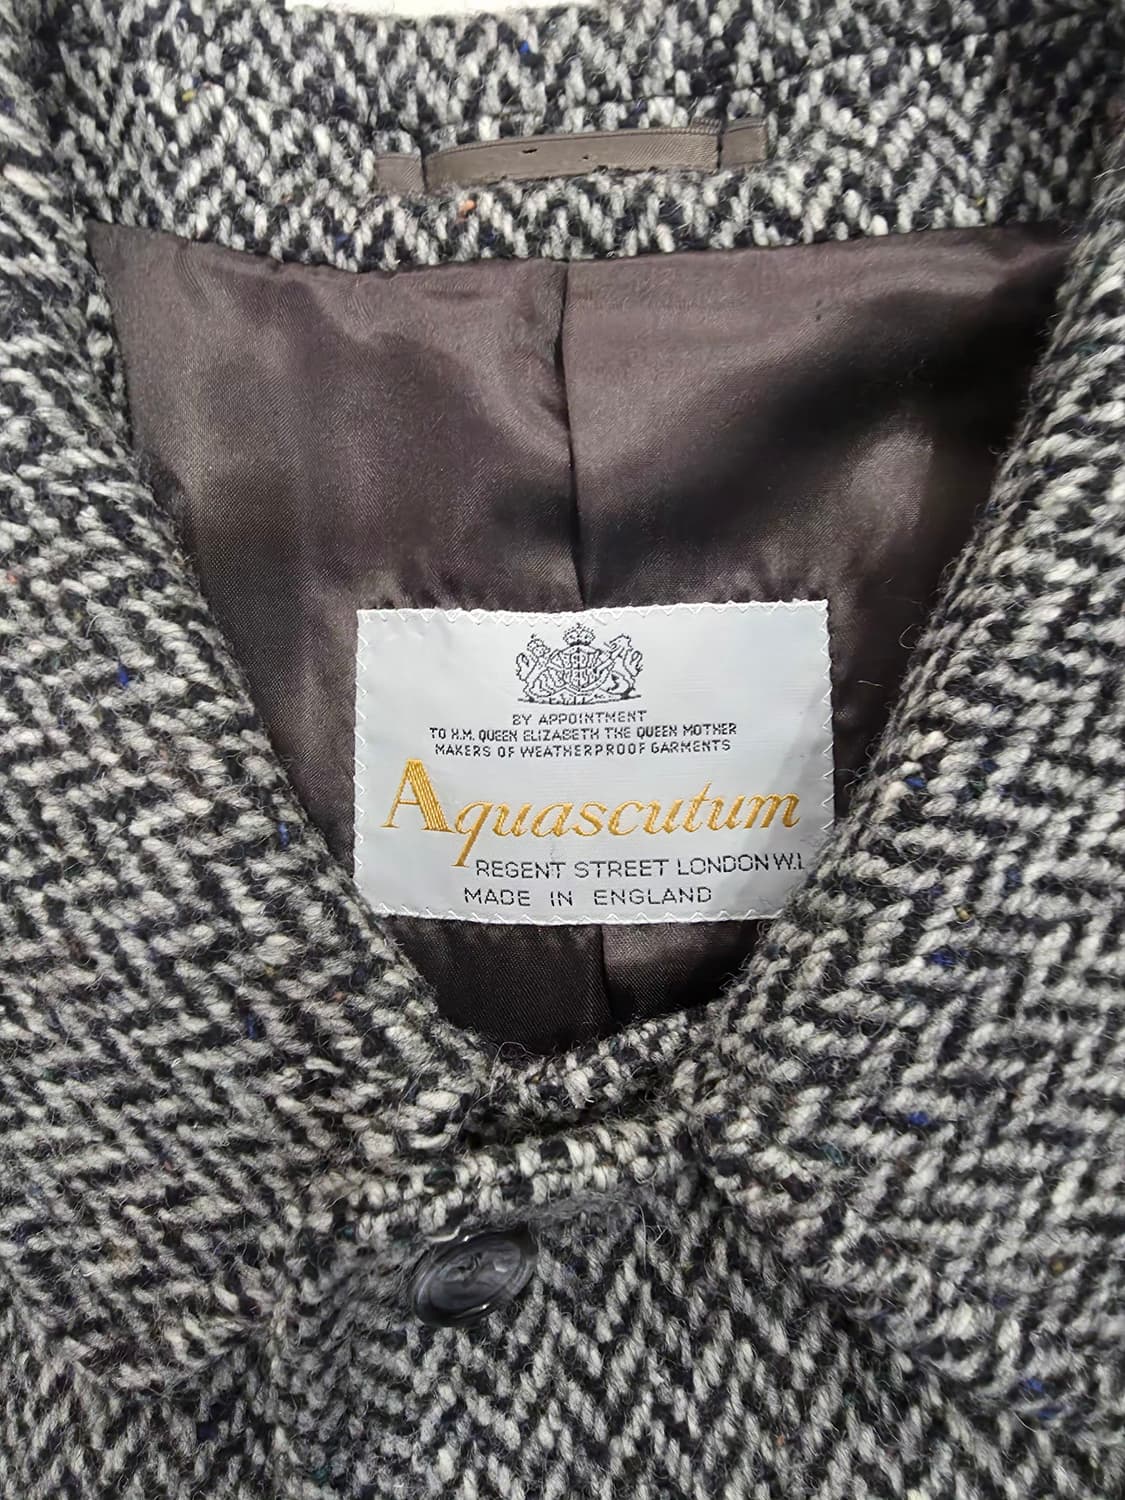 BY APPOINTMENT
TO H.M. QUEEN ELIZABETH THE QUEEN MOTHER
MAKERS OF WEATHERPROOF GARMENTS
Aquascutum
REGENT STREET LONDON W.1.
MADE IN ENGLAND